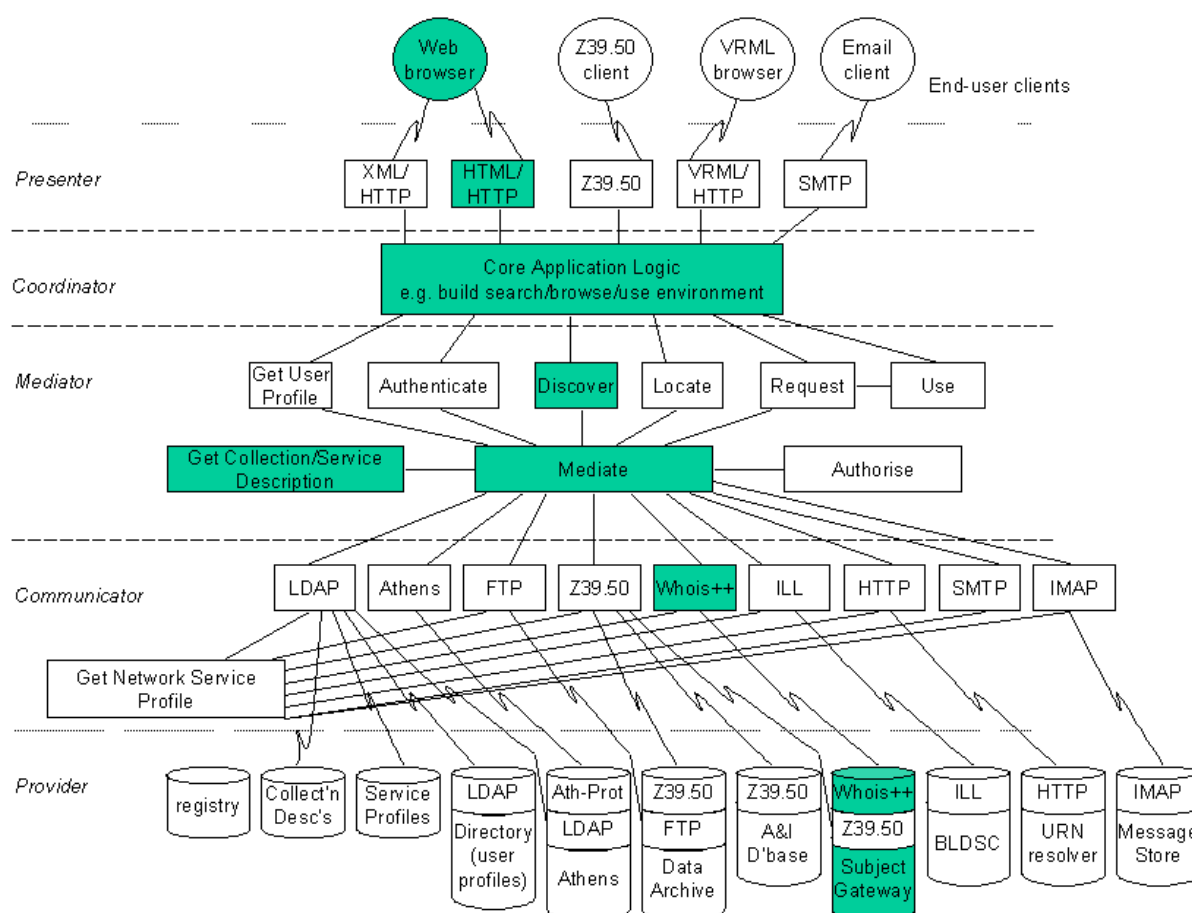 Web
browser
Z39.50
client
VRML
browser
Email
client
End-user clients
Presenter
XML/
HTTP
HTML/
HTTP
Z39.50
VRML/
HTTP
SMTP
Coordinator
Core Application Logic
e.g. build search/browse/use environment
Mediator
Get User
Profile
Authenticate
Discover
Locate
Request
Use
Get Collection/Service
Description
Mediate
Authorise
Communicator
LDAP
Athens
FTP
Z39.50
Whois++
ILL
HTTP
SMTP
IMAP
Get Network Service
Profile
Provider
registry
Collect'n
Desc's
Service
Profiles
LDAP
Directory
(user
profiles)
Ath-Prot
LDAP
Athens
Z39.50
FTP
Data
Archive
Z39.50
A&I
D'base
Whois++
Z39.50
Subject
Gateway
ILL
BLDSC
HTTP
URN
resolver
IMAP
Message
Store